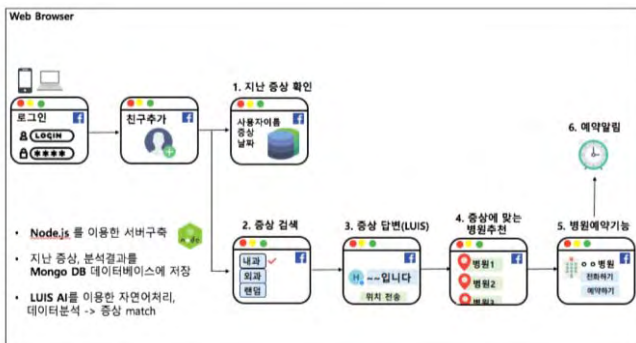 Web Browser
로그인
LOGIN
****
친구추가
1. 지난 증상 확인
사용자이름
증상
날짜
6. 예약알림
• Node.js 를 이용한 서버구축
node
• 지난 증상, 분석결과를
Mongo DB 데이터베이스에 저장
• LUIS AI를 이용한 자연어처리,
데이터분석 -> 증상 match
2. 증상 검색
내과
외과
랜덤
3. 증상 답변(LUIS)
H
~~입니다
위치 전송
4. 증상에 맞는
병원추천
병원1
병원2
병원3
5. 병원예약기능
ㅇㅇ병원
전화하기
예약하기